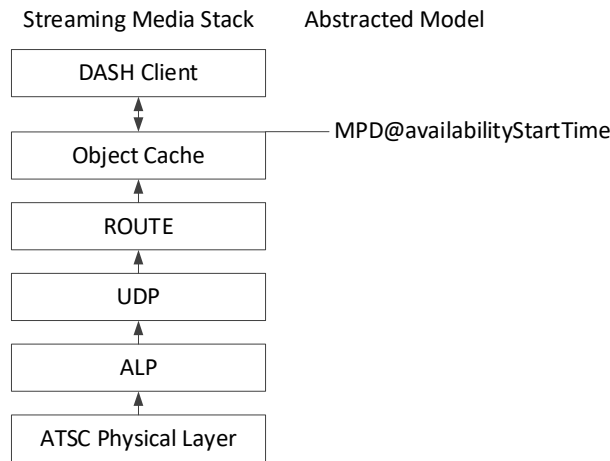 Streaming Media Stack
Abstracted Model
DASH Client
Object Cache
MPD@availabilityStartTime
ROUTE
UDP
ALP
ATSC Physical Layer